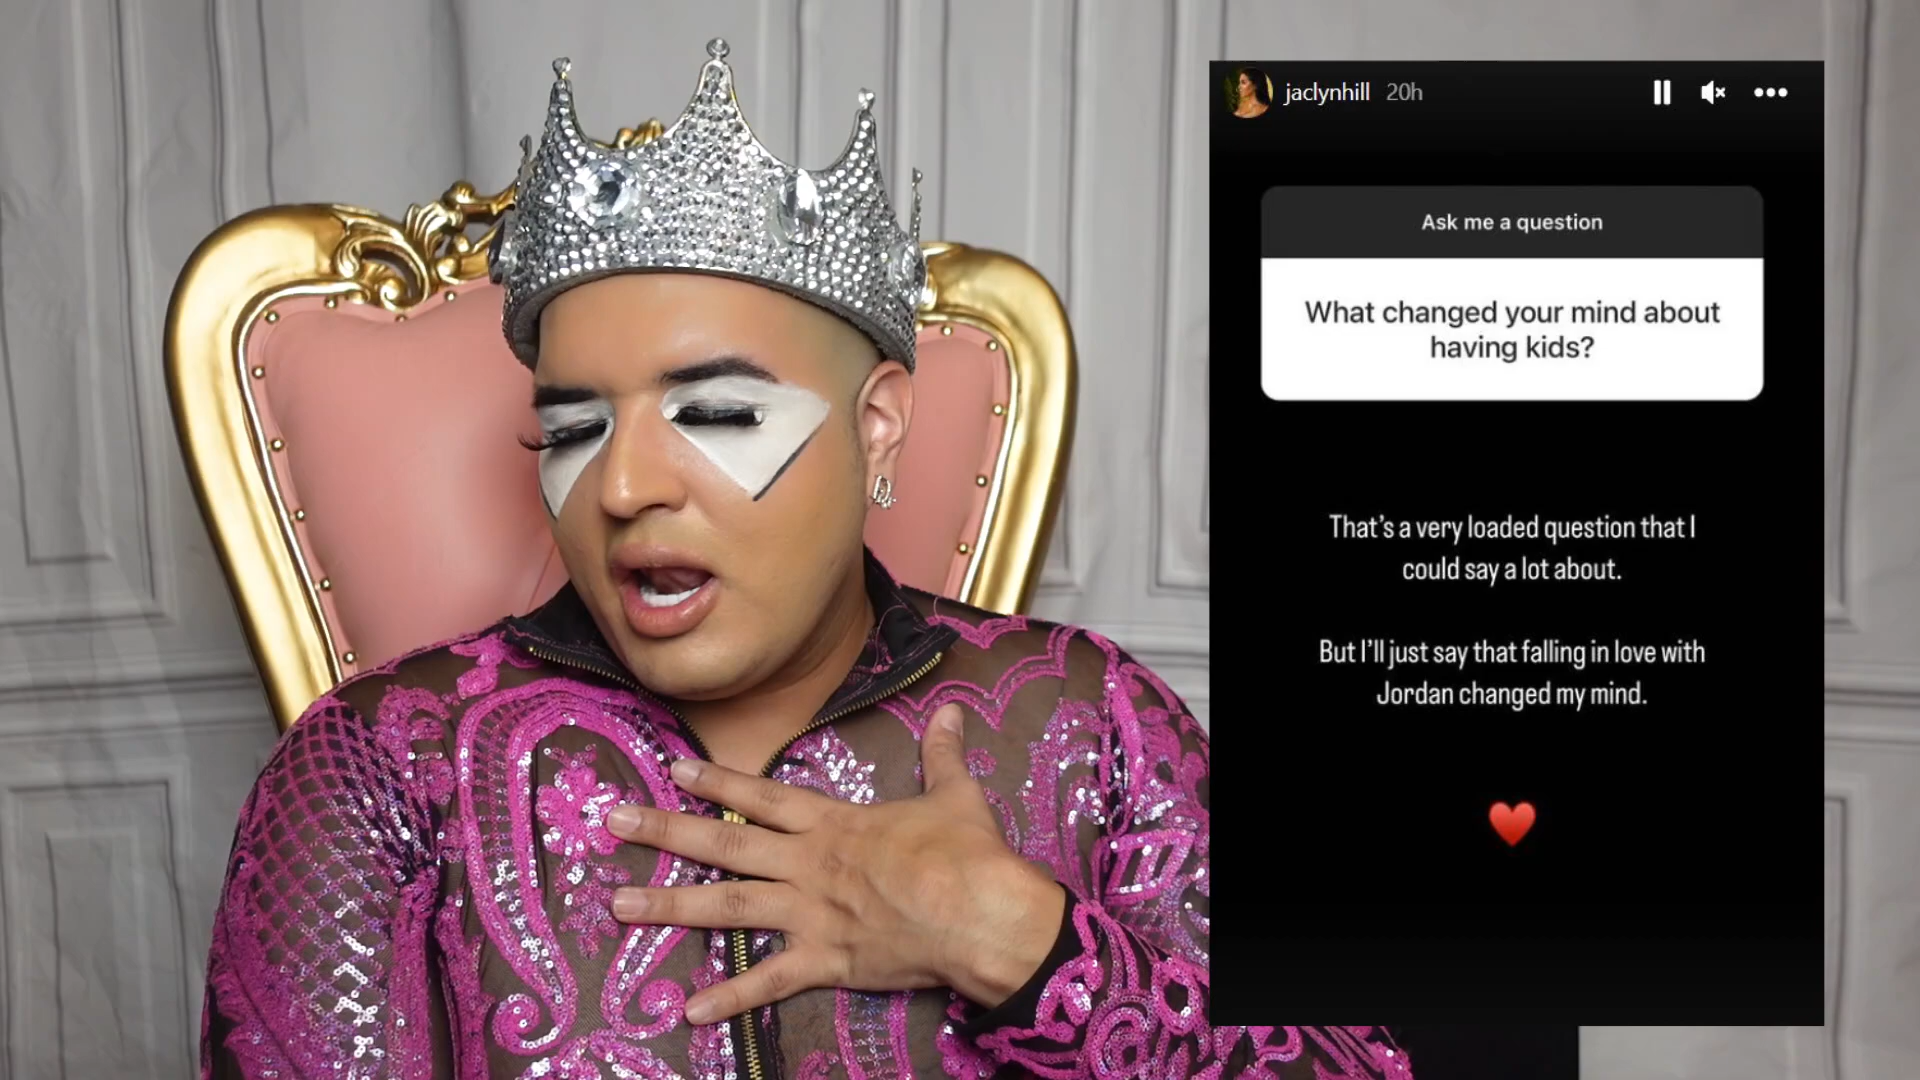 jaclynhill 20h
Ask me a question
What changed your mind about
having kids?
That's a very loaded question that I
could say a lot about.
But I'll just say that falling in love with
Jordan changed my mind.